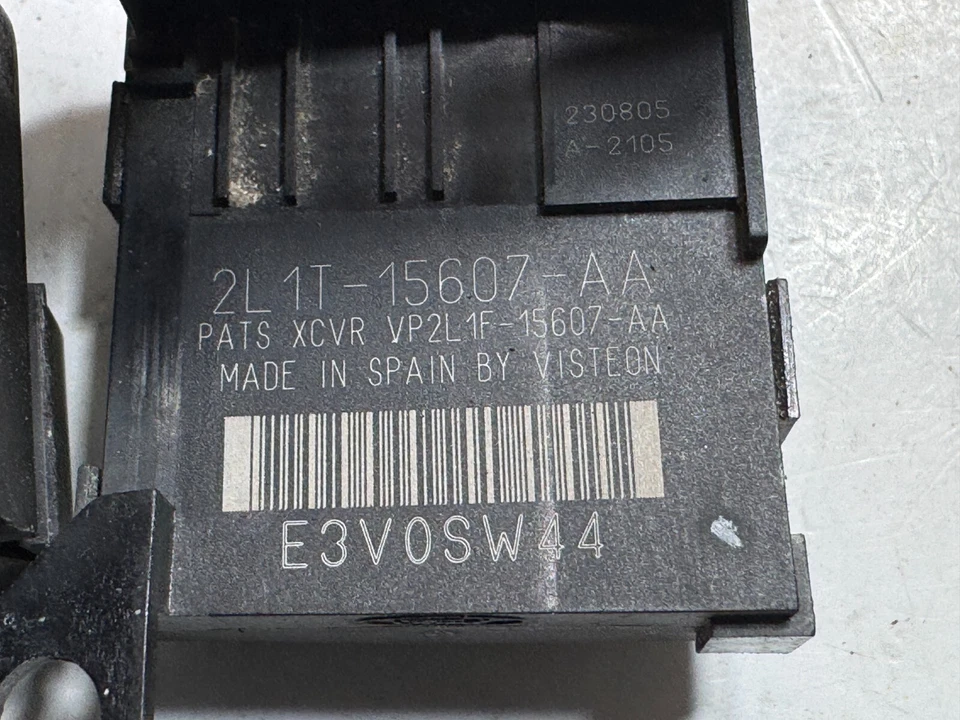 230805
A-2105
2L1T-15607-AA
PATS XCVR VP2L1F-15607-AA
MADE IN SPAIN BY VISTEON
E3V0SW44